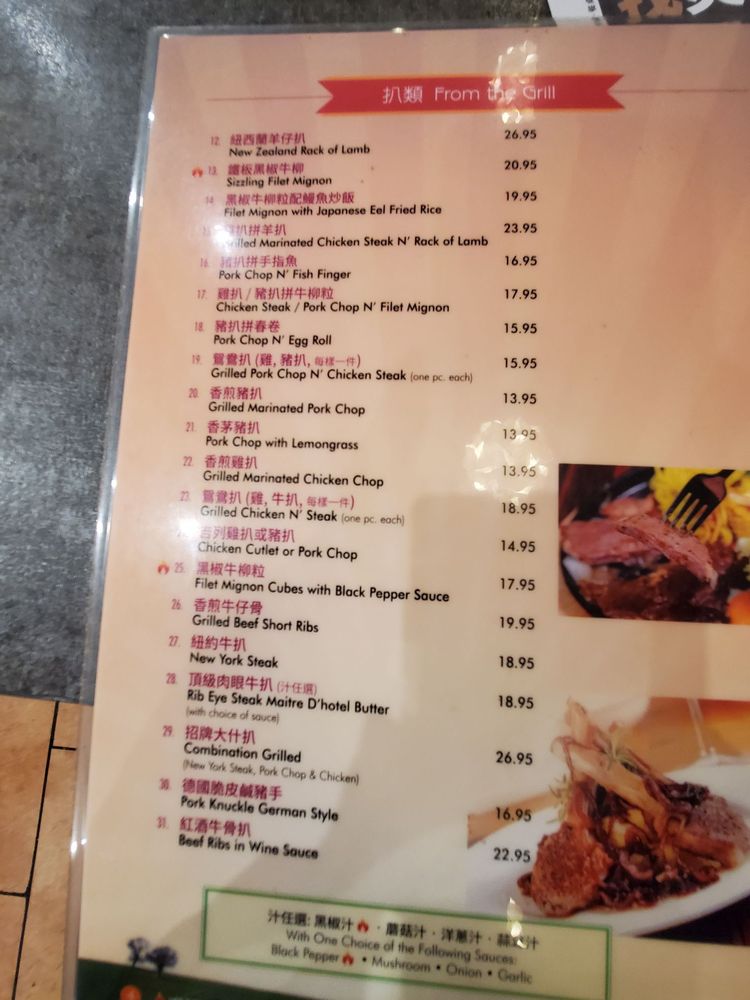 扒類 From the Grill
12. 紐西蘭羊仔扒 26.95
New Zealand Rack of Lamb
13. 鐵板黑椒牛柳 20.95
Sizzling Filet Mignon
14. 黑椒牛柳粒配鰻魚炒飯 19.95
Filet Mignon with Japanese Eel Fried Rice
扒拼羊扒 23.95
Grilled Marinated Chicken Steak N' Rack of Lamb
16. 豬扒拼手指魚 16.95
Pork Chop N' Fish Finger
17. 雞扒 / 豬扒拼牛柳粒 17.95
Chicken Steak / Pork Chop N' Filet Mignon
18. 豬扒拼春卷 15.95
Pork Chop N' Egg Roll
19. 鴛鴦扒 (雞, 豬扒, 每樣一件) 15.95
Grilled Pork Chop N' Chicken Steak (one pc. each)
20. 香煎豬扒 13.95
Grilled Marinated Pork Chop
21. 香茅豬扒 13.95
Pork Chop with Lemongrass
22. 香煎雞扒 13.95
Grilled Marinated Chicken Chop
23. 鴛鴦扒 (雞, 牛扒, 每樣一件) 18.95
Grilled Chicken N' Steak (one pc. each)
吉列雞扒或豬扒 14.95
Chicken Cutlet or Pork Chop
25. 黑椒牛柳粒 17.95
Filet Mignon Cubes with Black Pepper Sauce
26. 香煎牛仔骨 19.95
Grilled Beef Short Ribs
27. 紐約牛扒 18.95
New York Steak
28. 頂級肉眼牛扒 (汁任選) 18.95
Rib Eye Steak Maitre D'hotel Butter
(with choice of sauce)
29. 招牌大什扒 26.95
Combination Grilled
(New York Steak, Pork Chop & Chicken)
30. 德國脆皮鹹豬手 16.95
Pork Knuckle German Style
31. 紅酒牛骨扒 22.95
Beef Ribs in Wine Sauce
汁任選: 黑椒汁 · 蘑菇汁 · 洋蔥汁 · 蒜蓉汁
With One Choice of the Following Sauces:
Black Pepper • Mushroom • Onion • Garlic